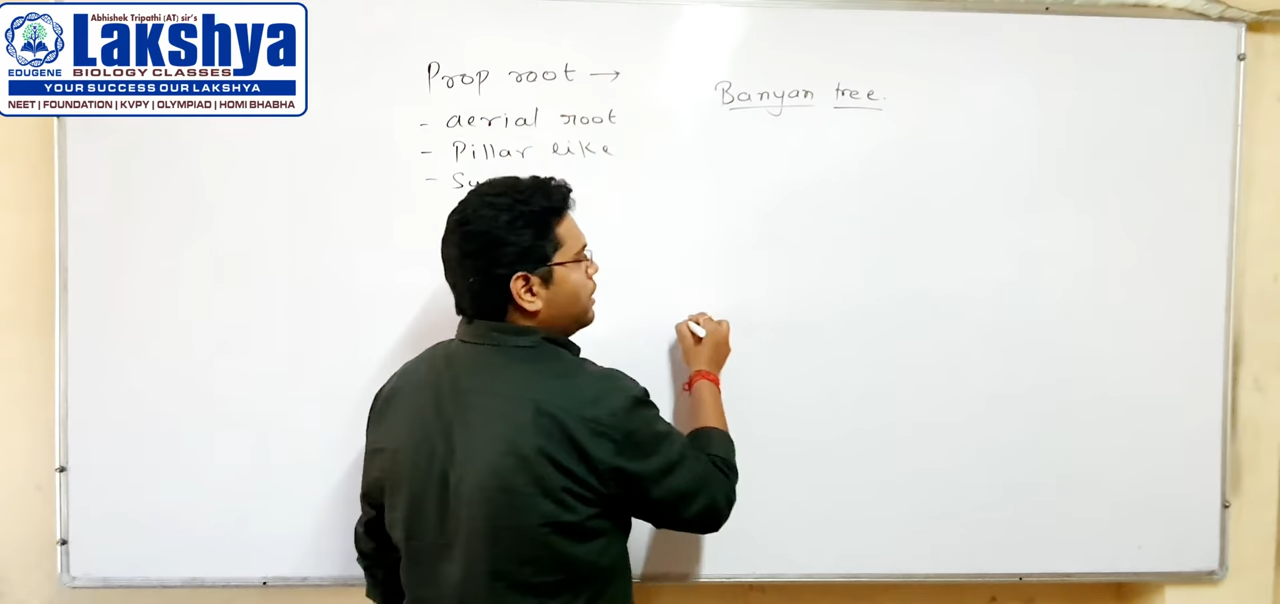 Abhishek Tripathi (AT) sir's
Lakshya
EDUGENE BIOLOGY CLASSES
YOUR SUCCESS OUR LAKSHYA
NEET | FOUNDATION | KVPY | OLYMPIAD | HOMI BHABHA
Prop root →
Banyan tree.
- aerial root
- Pillar like
-